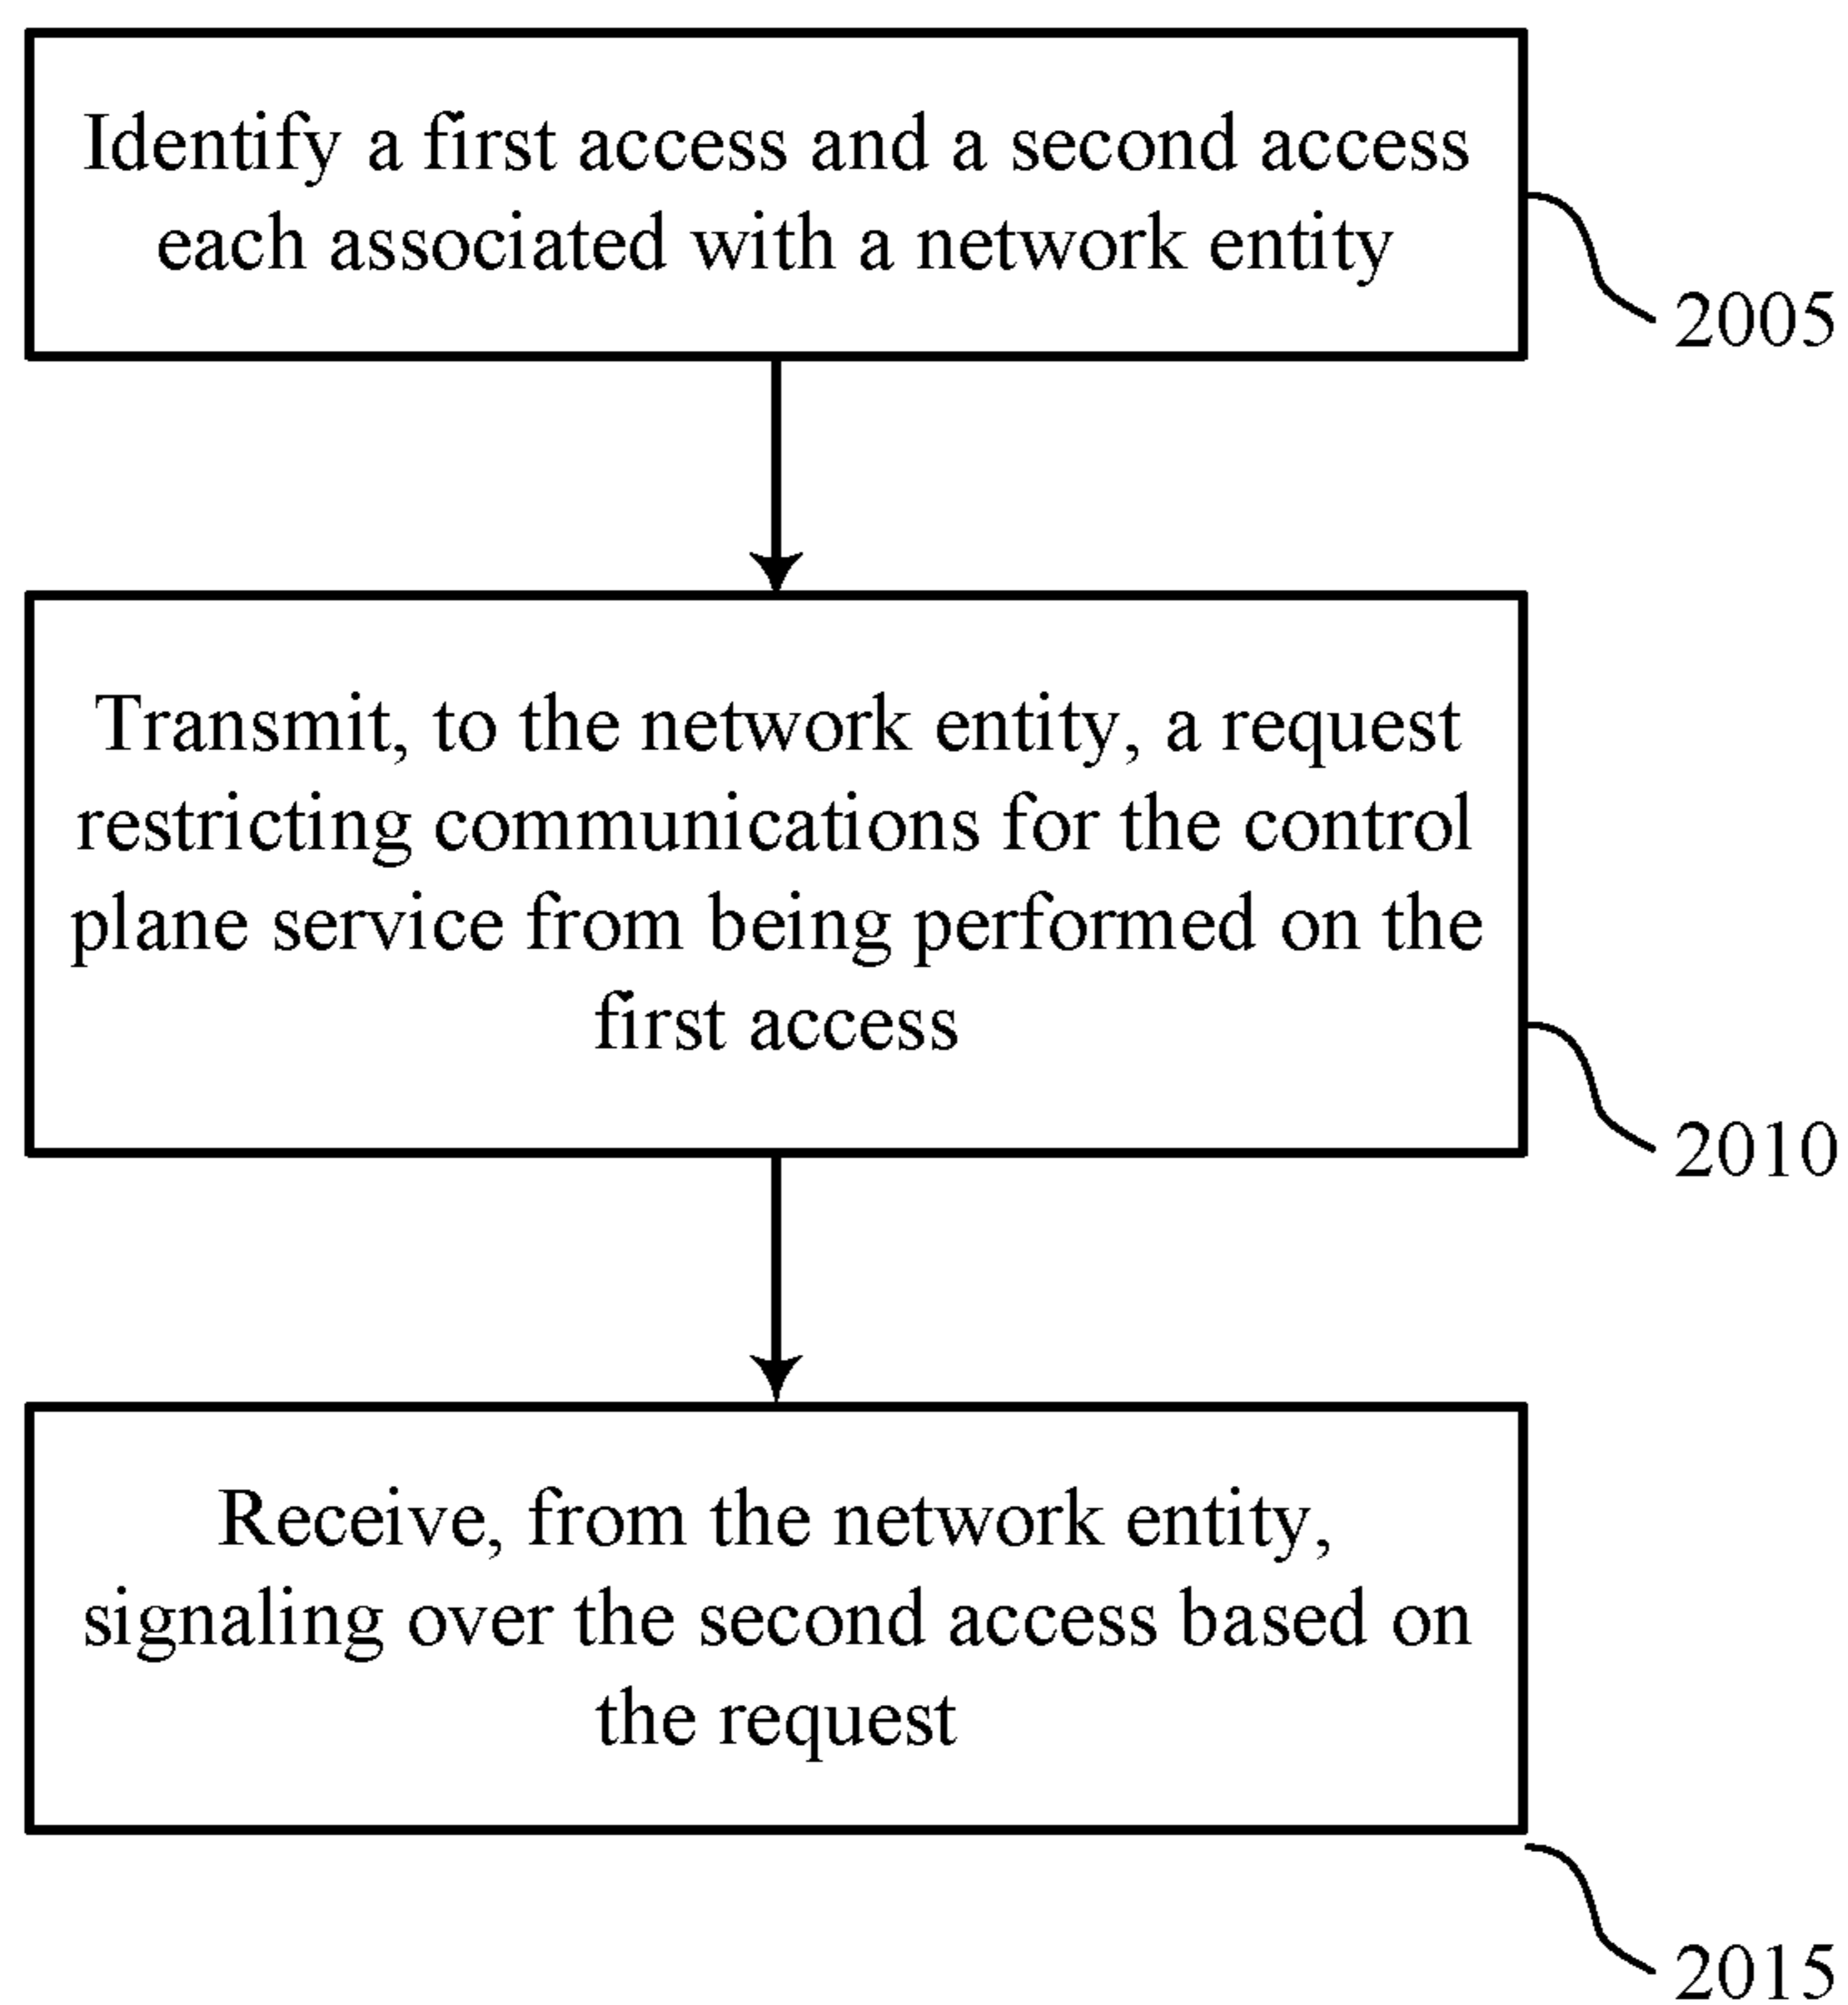 Identify a first access and a second access
each associated with a network entity
2005
Transmit, to the network entity, a request
restricting communications for the control
plane service from being performed on the
first access
2010
Receive, from the network entity,
signaling over the second access based on
the request
2015